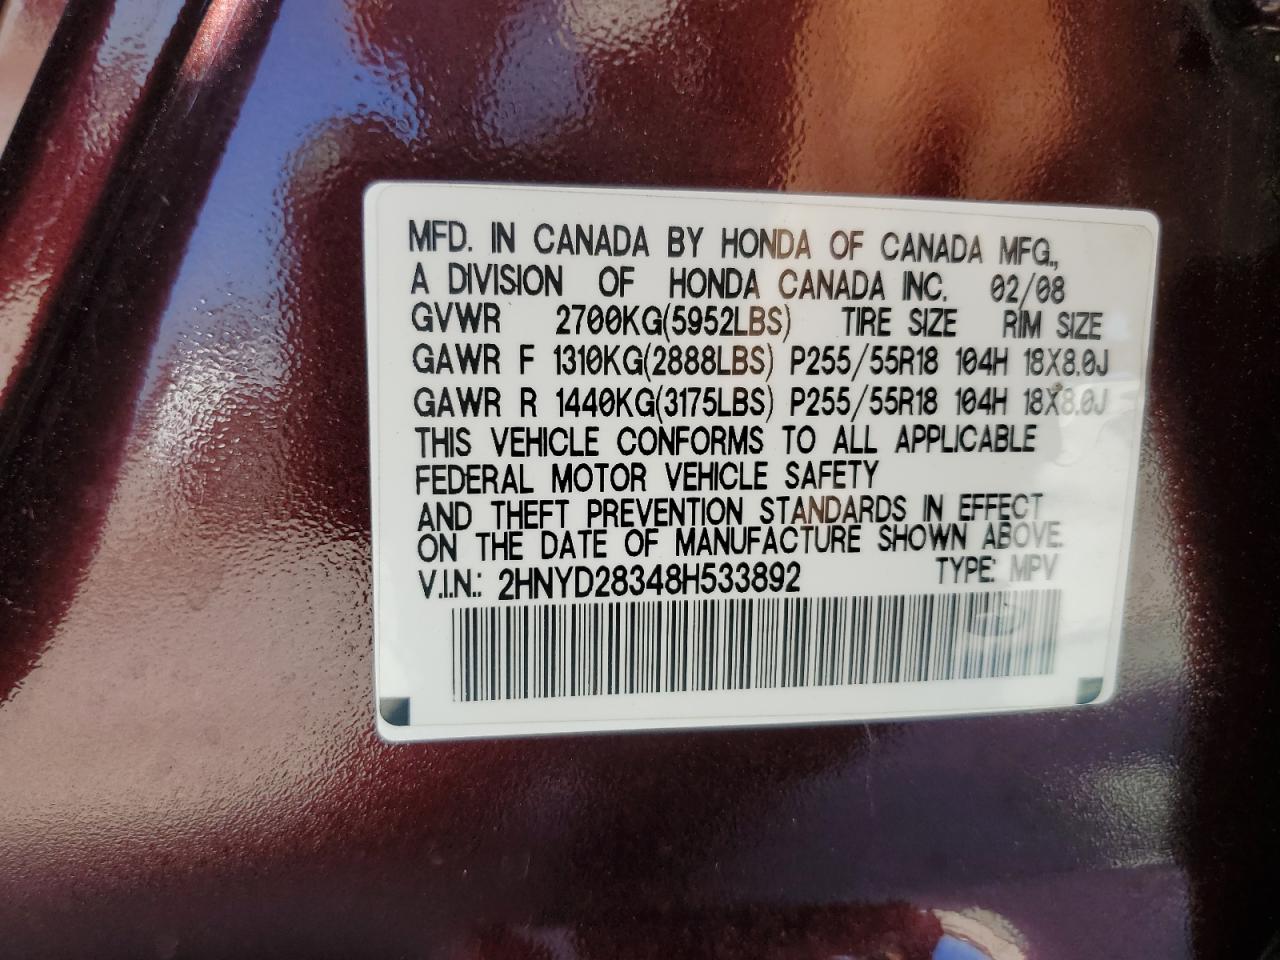 MFD. IN CANADA BY HONDA OF CANADA MFG.,
A DIVISION OF HONDA CANADA INC. 02/08
GVWR 2700KG(5952LBS) TIRE SIZE RIM SIZE
GAWR F 1310KG(2888LBS) P255/55R18 104H 18X8.0J
GAWR R 1440KG(3175LBS) P255/55R18 104H 18X8.0J
THIS VEHICLE CONFORMS TO ALL APPLICABLE
FEDERAL MOTOR VEHICLE SAFETY
AND THEFT PREVENTION STANDARDS IN EFFECT
ON THE DATE OF MANUFACTURE SHOWN ABOVE.
V.I.N.: 2HNYD28348H533892 TYPE: MPV